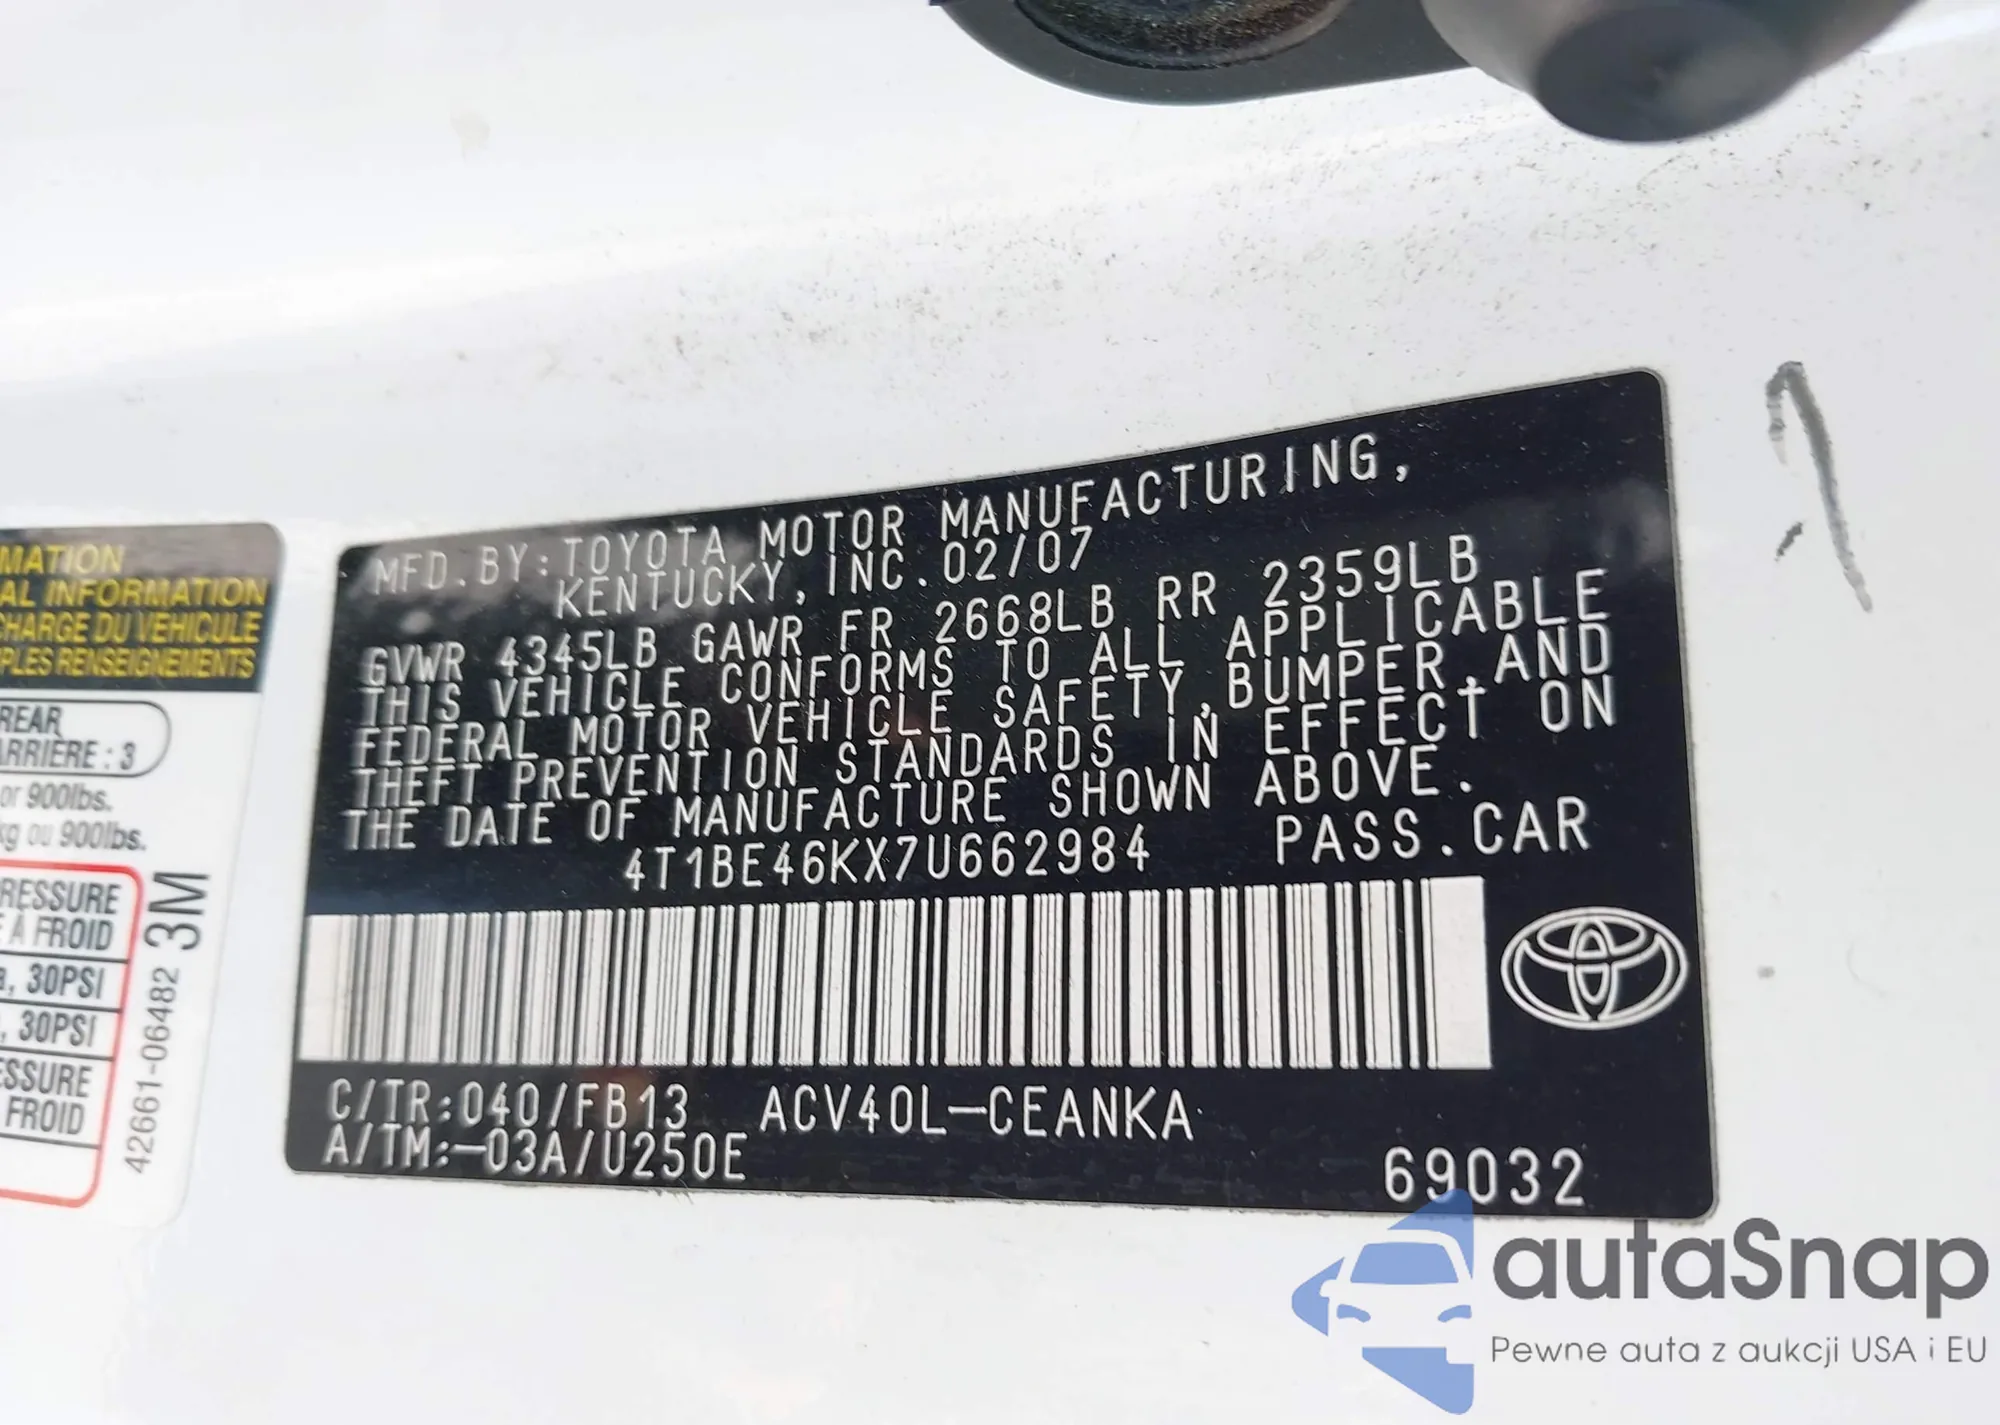 MATION
AL INFORMATION
CHARGE DU VEHICULE
PLES RENSEIGNEMENTS
REAR
ARRIÈRE : 3
or 900lbs.
kg ou 900lbs.
RESSURE
À FROID
, 30PSI
, 30PSI
ESSURE
FROID
42661-06482 3M
MFD. BY: TOYOTA MOTOR MANUFACTURING,
KENTUCKY, INC. 02/07
GVWR 4345LB GAWR FR 2668LB RR 2359LB
THIS VEHICLE CONFORMS TO ALL APPLICABLE
FEDERAL MOTOR VEHICLE SAFETY, BUMPER, AND
THEFT PREVENTION STANDARDS IN EFFECT ON
THE DATE OF MANUFACTURE SHOWN ABOVE.
4T1BE46KX7U662984 PASS. CAR
C/TR:040/FB13 ACV40L-CEANKA
A/TM:-03A/U250E
69032
autaSnap
Pewne auta z aukcji USA i EU